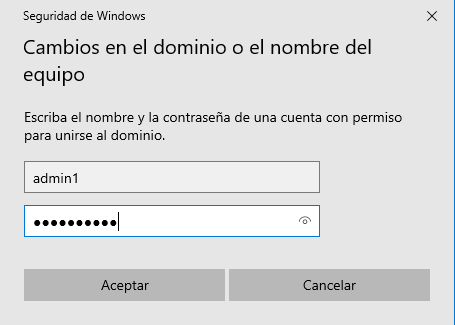 Seguridad de Windows
Cambios en el dominio o el nombre del
equipo
Escriba el nombre y la contraseña de una cuenta con permiso
para unirse al dominio.
admin1
●●●●●●●●●●
Aceptar
Cancelar